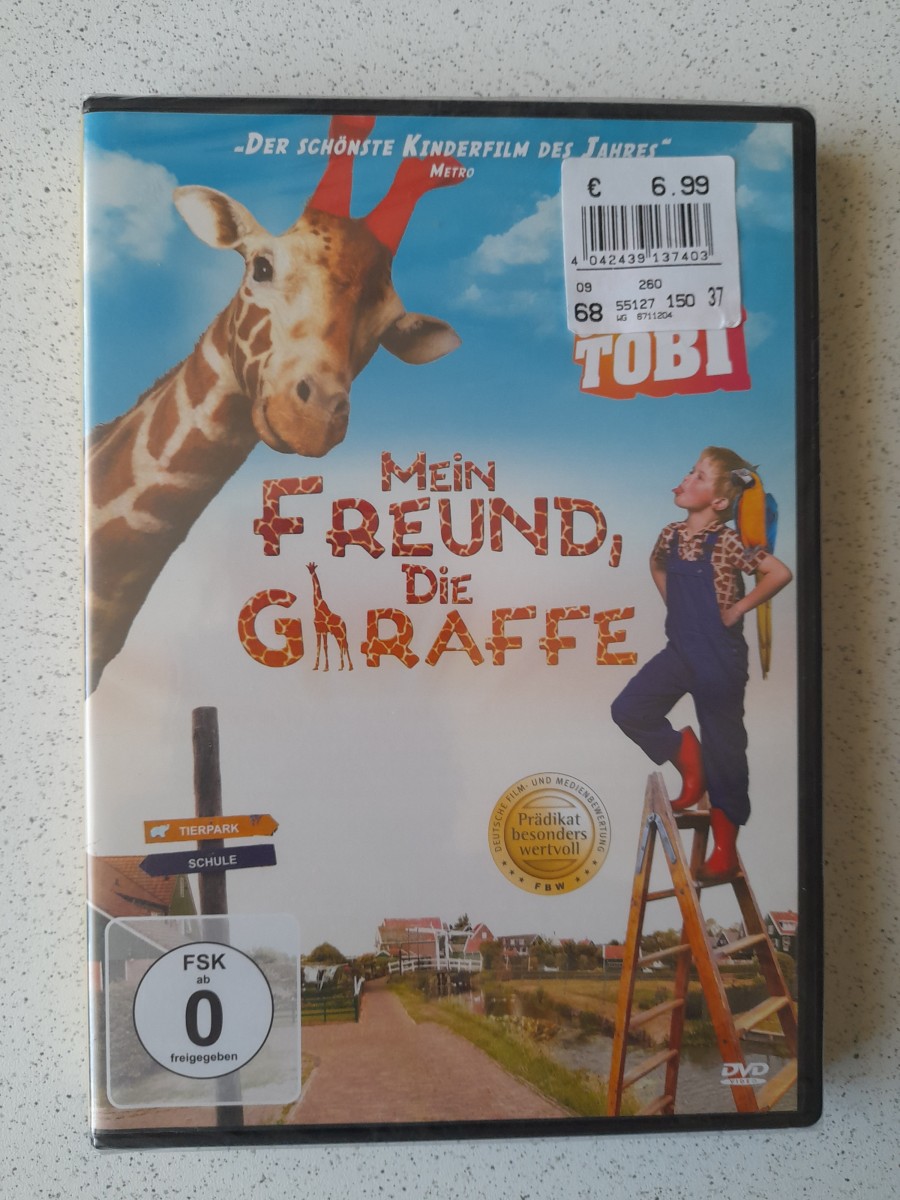 „DER SCHÖNSTE KINDERFILM DES JAHRES“
METRO
€ 6.99
4 042439 137403
09 260
68 55127 150 37
WG 6711204
TOBI
MEIN
FREUND,
DIE
GIRAFFE
DEUTSCHE FILM- UND MEDIENBEWERTUNG
Prädikat
besonders
wertvoll
FBW
TIERPARK
SCHULE
FSK
ab
0
freigegeben
DVD
VIDEO